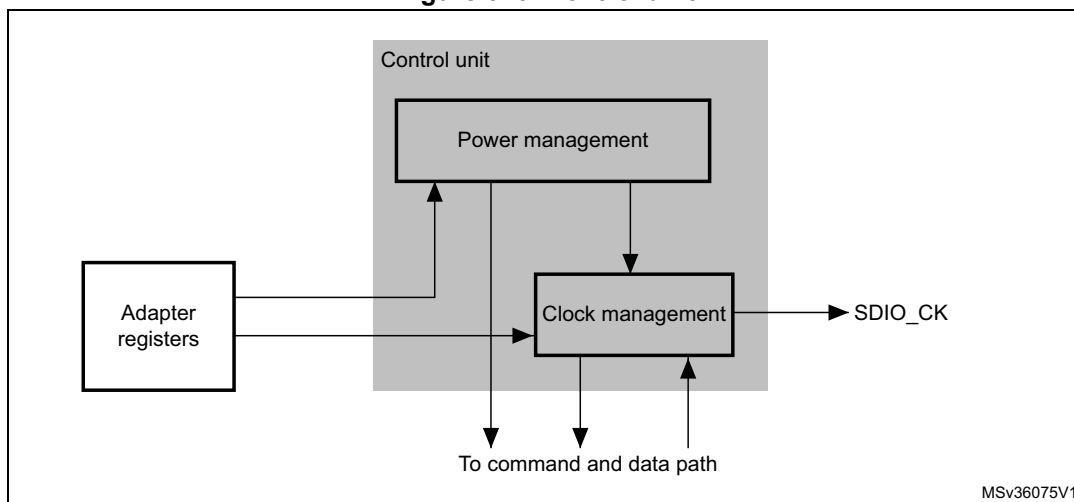 Control unit
Power management
Adapter
registers
Clock management
SDIO_CK
To command and data path
MSv36075V1